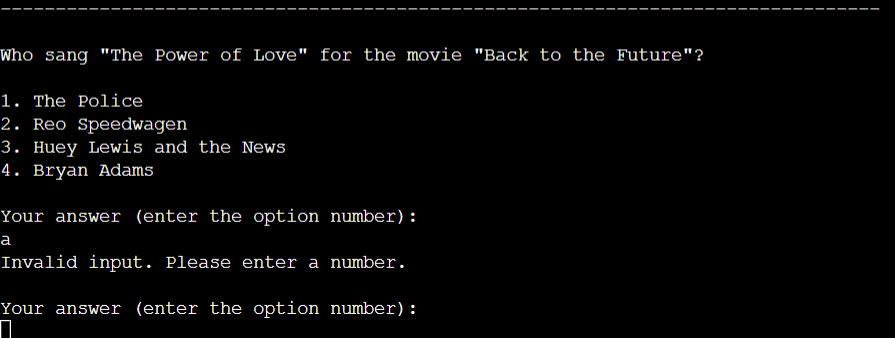 --------------------------------------------------------------------------------
Who sang "The Power of Love" for the movie "Back to the Future"?
1. The Police
2. Reo Speedwagen
3. Huey Lewis and the News
4. Bryan Adams
Your answer (enter the option number):
a
Invalid input. Please enter a number.
Your answer (enter the option number):